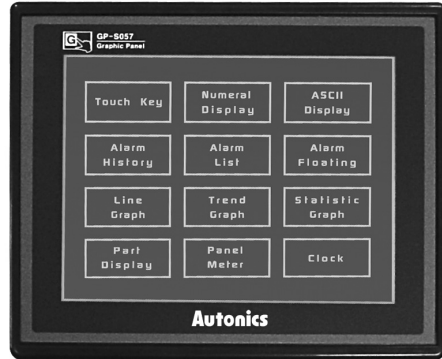 GP-S057
Graphic Panel
Touch Key
Numeral
Display
ASCII
Display
Alarm
History
Alarm
List
Alarm
Floating
Line
Graph
Trend
Graph
Statistic
Graph
Part
Display
Panel
Meter
Clock
Autonics